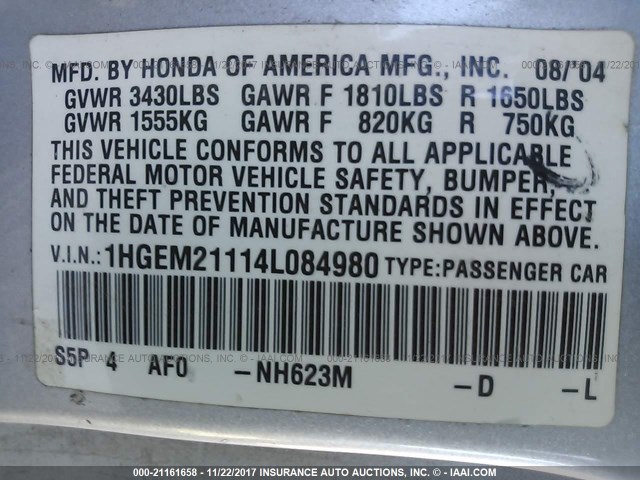 MFD. BY HONDA OF AMERICA MFG., INC. 08/'04
GVWR 3430LBS GAWR F 1810LBS R 1650LBS
GVWR 1555KG GAWR F 820KG R 750KG
THIS VEHICLE CONFORMS TO ALL APPLICABLE
FEDERAL MOTOR VEHICLE SAFETY, BUMPER,
AND THEFT PREVENTION STANDARDS IN EFFECT
ON THE DATE OF MANUFACTURE SHOWN ABOVE.
V.I.N.:1HGEM21114L084980 TYPE:PASSENGER CAR
S5P 4 AF0 -NH623M -D -L
000-21161658 - 11/22/2017 INSURANCE AUTO AUCTIONS, INC. - © - IAAI.COM